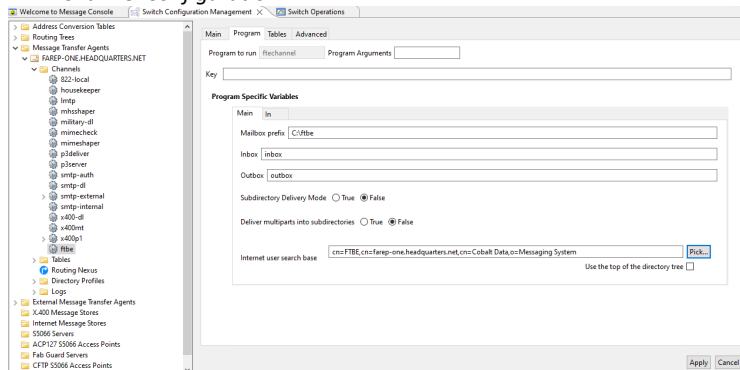 Welcome to Message Console
Switch Configuration Management
Switch Operations
Address Conversion Tables
Routing Trees
Message Transfer Agents
FAREP-ONE.HEADQUARTERS.NET
Channels
822-local
housekeeper
lmtp
mhsshaper
military-dl
mimecheck
mimeshaper
p3deliver
p3server
smtp-auth
smtp-dl
smtp-external
smtp-internal
x400-dl
x400mt
x400p1
ftbe
Tables
Routing Nexus
Directory Profiles
Logs
External Message Transfer Agents
X.400 Message Stores
Internet Message Stores
S5066 Servers
ACP127 S5066 Access Points
Fab Guard Servers
CFTP S5066 Access Points
Main Program Tables Advanced
Program to run ftechannel Program Arguments
Key
Program Specific Variables
Main In
Mailbox prefix C:\ftbe
Inbox inbox
Outbox outbox
Subdirectory Delivery Mode True False
Deliver multiparts into subdirectories True False
Internet user search base cn=FTBE,cn=farep-one.headquarters.net,cn=Cobalt Data,o=Messaging System Pick...
Use the top of the directory tree
Apply Cancel